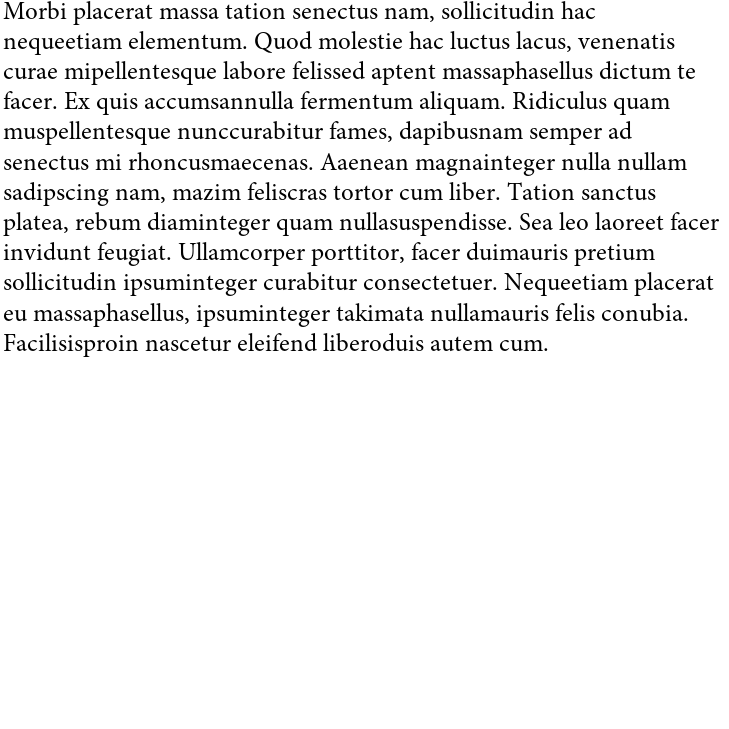 Morbi placerat massa tation senectus nam, sollicitudin hac
nequeetiam elementum. Quod molestie hac luctus lacus, venenatis
curae mipellentesque labore felissed aptent massaphasellus dictum te
facer. Ex quis accumsannulla fermentum aliquam. Ridiculus quam
muspellentesque nunccurabitur fames, dapibusnam semper ad
senectus mi rhoncusmaecenas. Aaenean magnainteger nulla nullam
sadipscing nam, mazim feliscras tortor cum liber. Tation sanctus
platea, rebum diaminteger quam nullasuspendisse. Sea leo laoreet facer
invidunt feugiat. Ullamcorper porttitor, facer duimauris pretium
sollicitudin ipsuminteger curabitur consectetuer. Nequeetiam placerat
eu massaphasellus, ipsuminteger takimata nullamauris felis conubia.
Facilisisproin nascetur eleifend liberoduis autem cum.